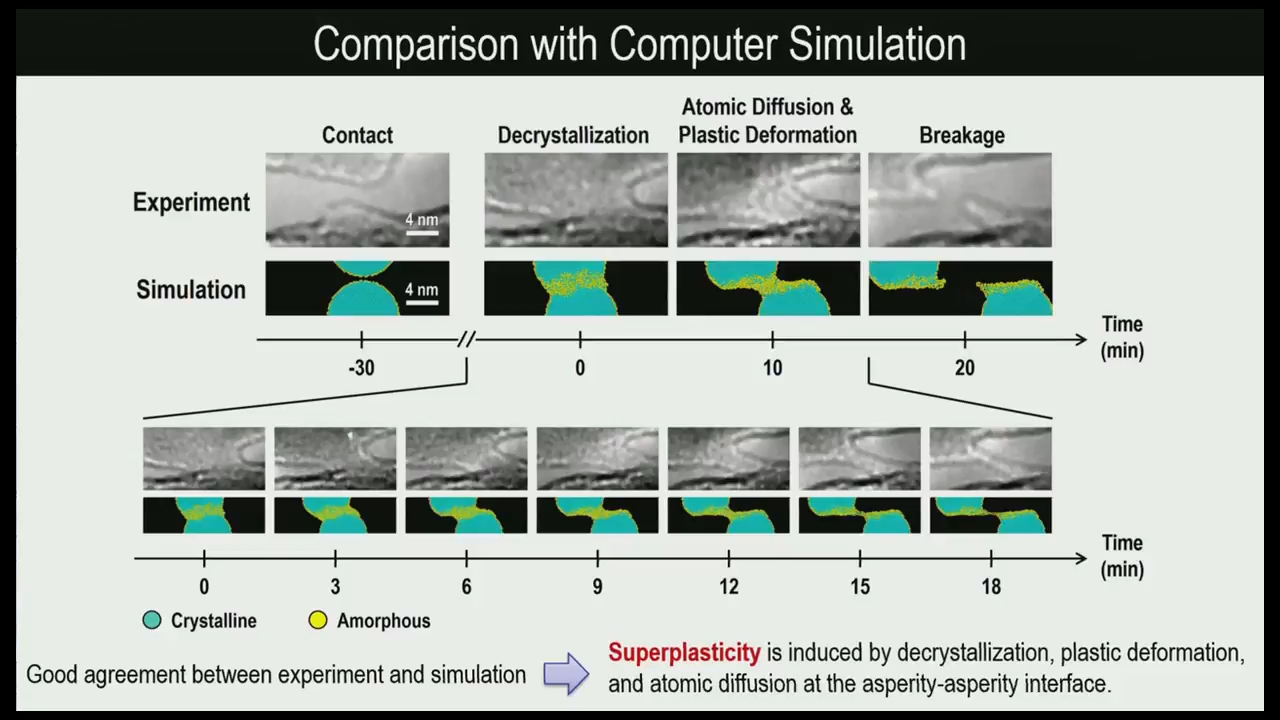 Comparison with Computer Simulation
Atomic Diffusion &
Contact
Decrystallization
Plastic Deformation
Breakage
Experiment
4 nm
Simulation
4 nm
Time
(min)
-30
0
10
20
Time
(min)
0
3
6
9
12
15
18
Crystalline
Amorphous
Good agreement between experiment and simulation
Superplasticity is induced by decrystallization, plastic deformation,
and atomic diffusion at the asperity-asperity interface.